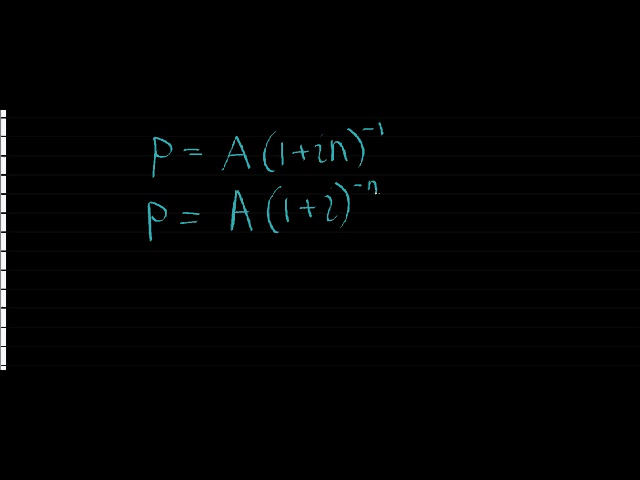 P = A(1+in)⁻¹
P = A(1+i)⁻ⁿ